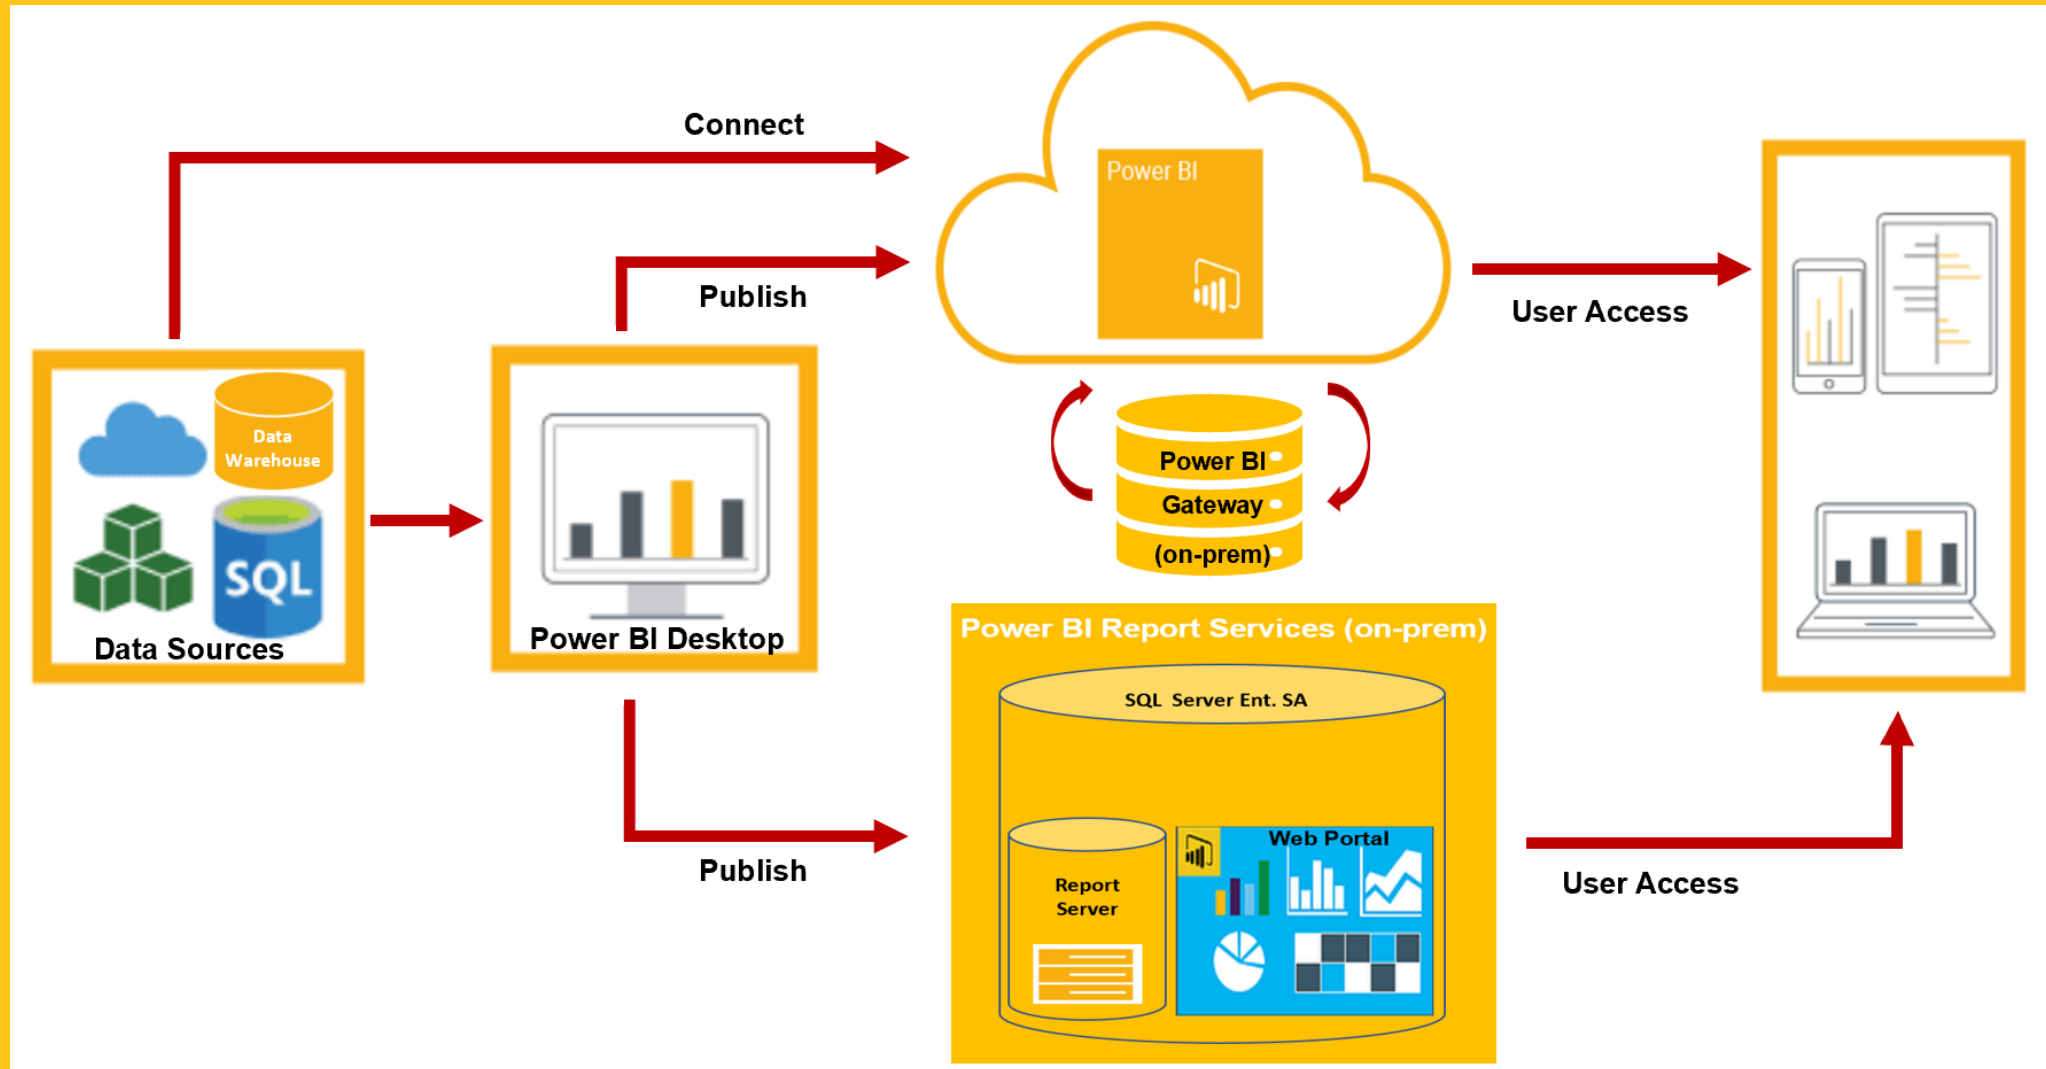 Connect
Power BI
Publish
User Access
Data
Warehouse
SQL
Data Sources
Power BI Desktop
Power BI
Gateway
(on-prem)
Power BI Report Services (on-prem)
SQL Server Ent. SA
Web Portal
Report
Server
Publish
User Access